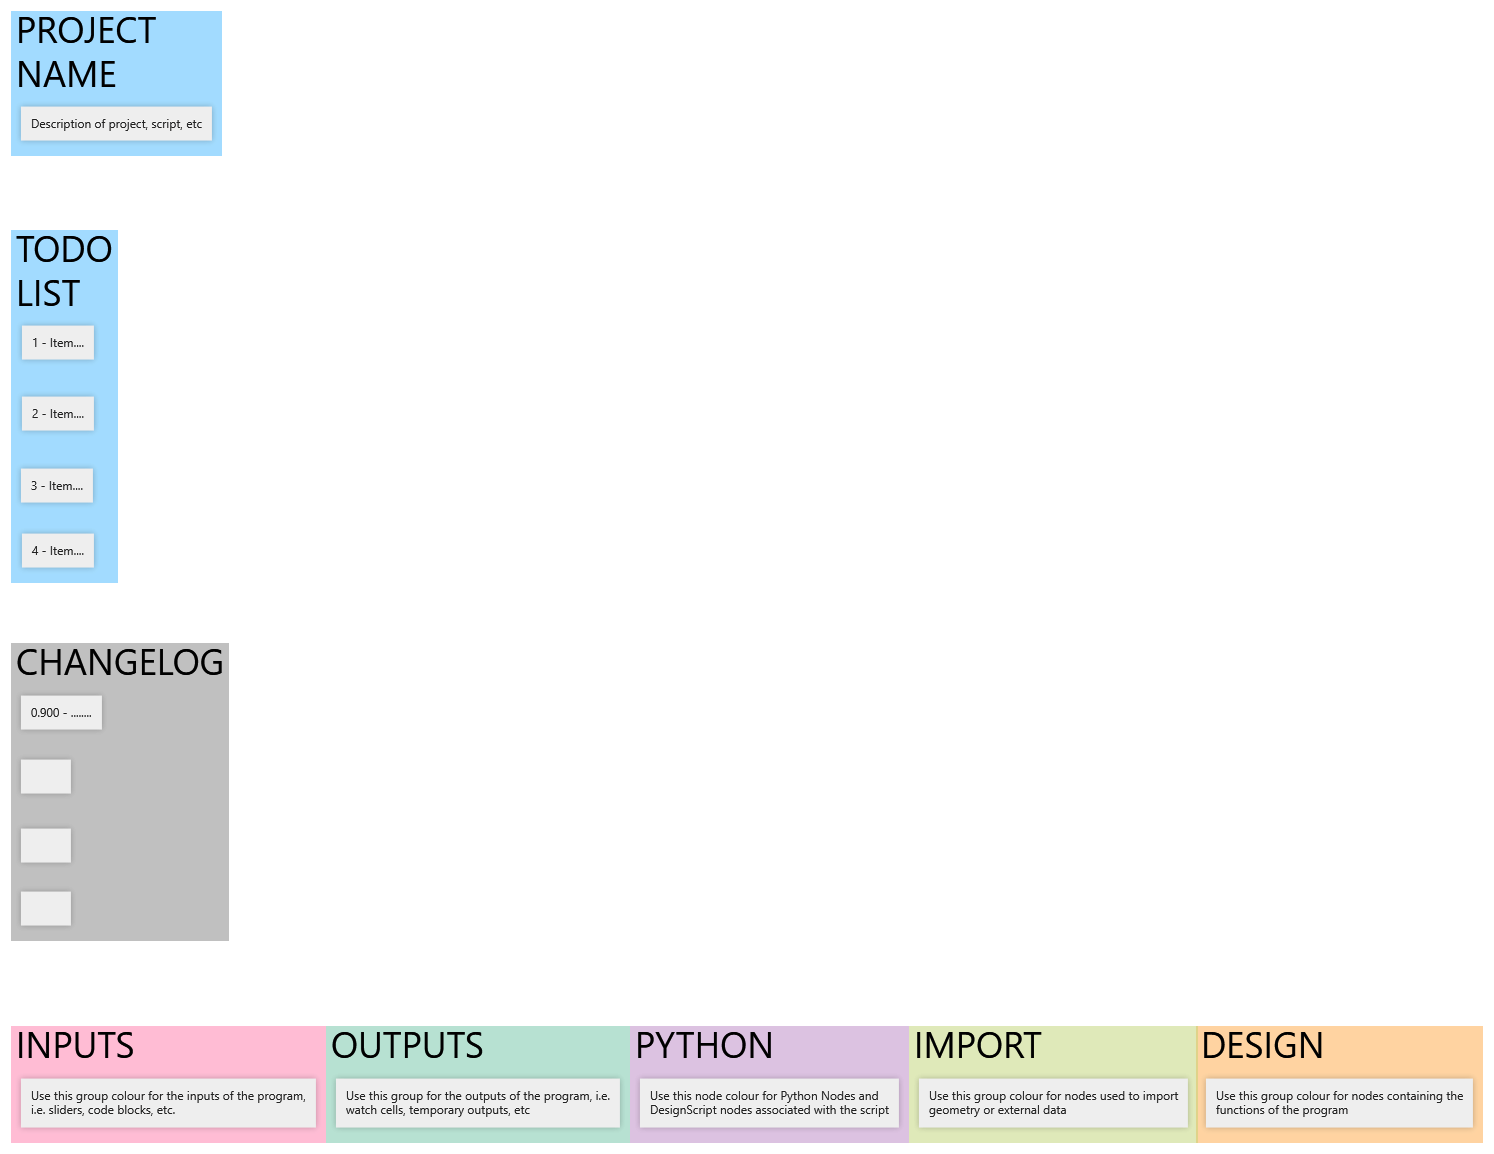 PROJECT
NAME
Description of project, script, etc
TODO
LIST
1 - Item....
2 - Item....
3 - Item....
4 - Item....
CHANGELOG
0.900 - ........
INPUTS
Use this group colour for the inputs of the program,
i.e. sliders, code blocks, etc.
OUTPUTS
Use this group for the outputs of the program, i.e.
watch cells, temporary outputs, etc
PYTHON
Use this node colour for Python Nodes and
DesignScript nodes associated with the script
IMPORT
Use this group colour for nodes used to import
geometry or external data
DESIGN
Use this group colour for nodes containing the
functions of the program